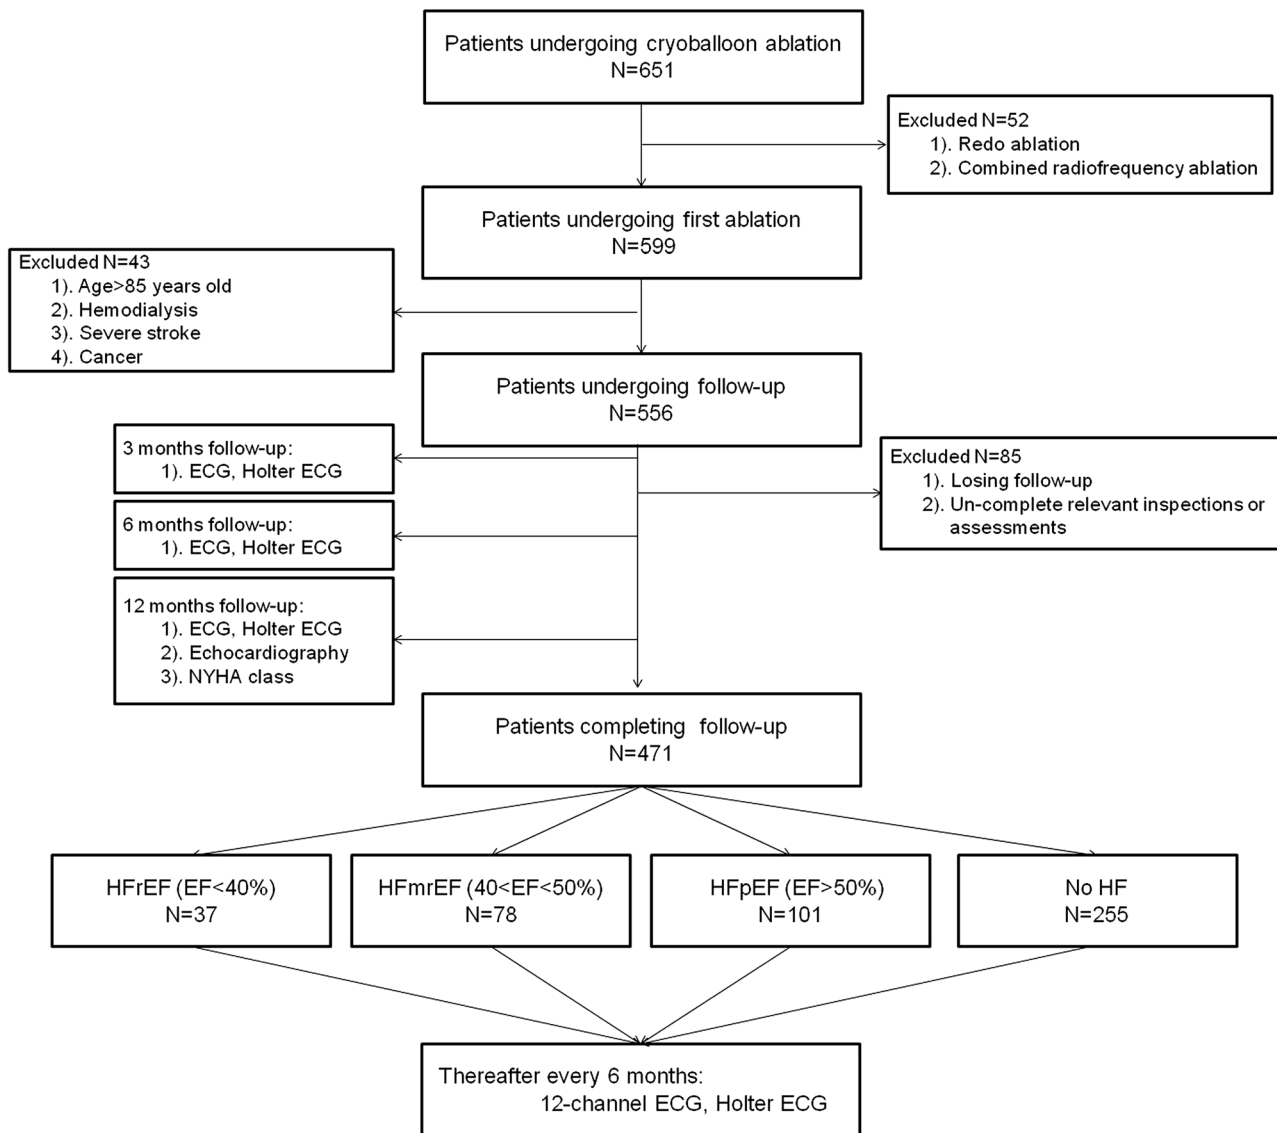 Patients undergoing cryoballoon ablation
N=651
Excluded N=52
1). Redo ablation
2). Combined radiofrequency ablation
Patients undergoing first ablation
N=599
Excluded N=43
1). Age>85 years old
2). Hemodialysis
3). Severe stroke
4). Cancer
Patients undergoing follow-up
N=556
3 months follow-up:
1). ECG, Holter ECG
Excluded N=85
1). Losing follow-up
2). Un-complete relevant inspections or
assessments
6 months follow-up:
1). ECG, Holter ECG
12 months follow-up:
1). ECG, Holter ECG
2). Echocardiography
3). NYHA class
Patients completing follow-up
N=471
HFrEF (EF<40%)
N=37
HFmrEF (40<EF<50%)
N=78
HFpEF (EF>50%)
N=101
No HF
N=255
Thereafter every 6 months:
12-channel ECG, Holter ECG